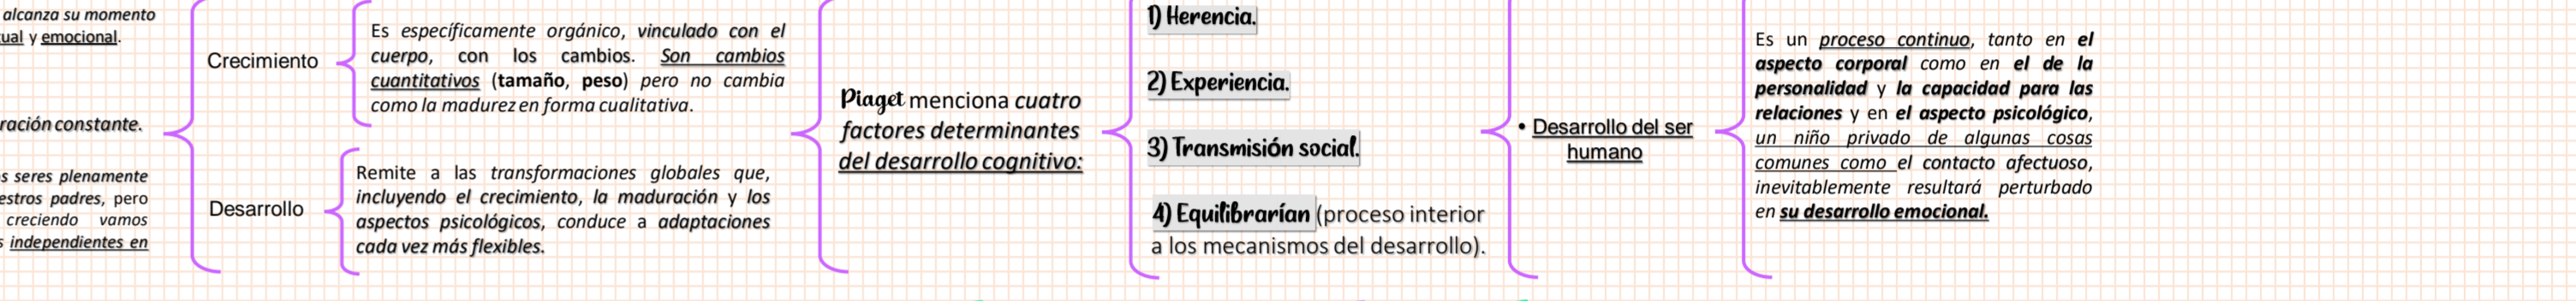 alcanza su momento
y emocional.
constante.
seres plenamente
padres, pero
creciendo vamos
independientes en
Crecimiento
Es específicamente orgánico, vinculado con el
cuerpo, con los cambios. Son cambios
cuantitativos (tamaño, peso) pero no cambia
como la madurez en forma cualitativa.
Desarrollo
Remite a las transformaciones globales que,
incluyendo el crecimiento, la maduración y los
aspectos psicológicos, conduce a adaptaciones
cada vez más flexibles.
Piaget menciona cuatro
factores determinantes
del desarrollo cognitivo:
1) Herencia.
2) Experiencia.
3) Transmisión social.
4) Equilibrarían (proceso interior
a los mecanismos del desarrollo).
• Desarrollo del ser
humano
Es un proceso continuo, tanto en el
aspecto corporal como en el de la
personalidad y la capacidad para las
relaciones y en el aspecto psicológico,
un niño privado de algunas cosas
comunes como el contacto afectuoso,
inevitablemente resultará perturbado
en su desarrollo emocional.